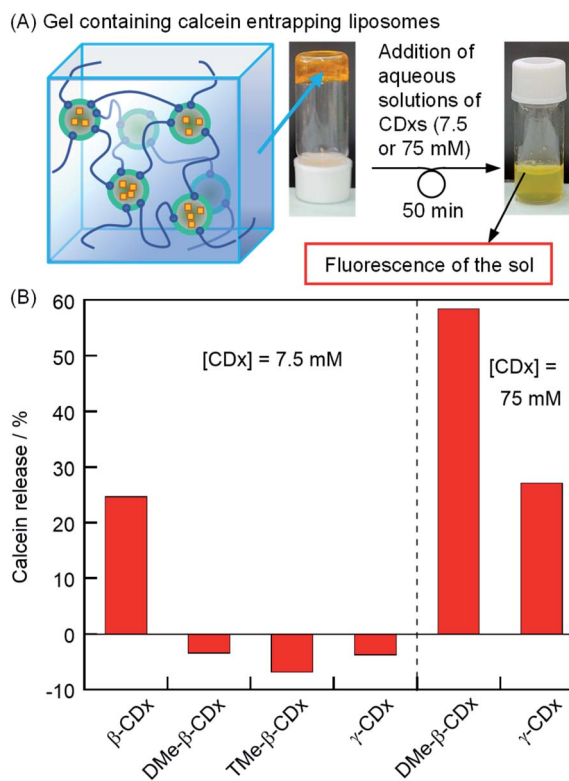 (A) Gel containing calcein entrapping liposomes
Addition of
aqueous
solutions of
CDxs (7.5
or 75 mM)
50 min
Fluorescence of the sol
(B)
60
50
40
30
20
10
0
-10
Calcein release / %
[CDx] = 7.5 mM
[CDx] =
75 mM
β-CDx
DMe-β-CDx
TMe-β-CDx
γ-CDx
DMe-β-CDx
γ-CDx